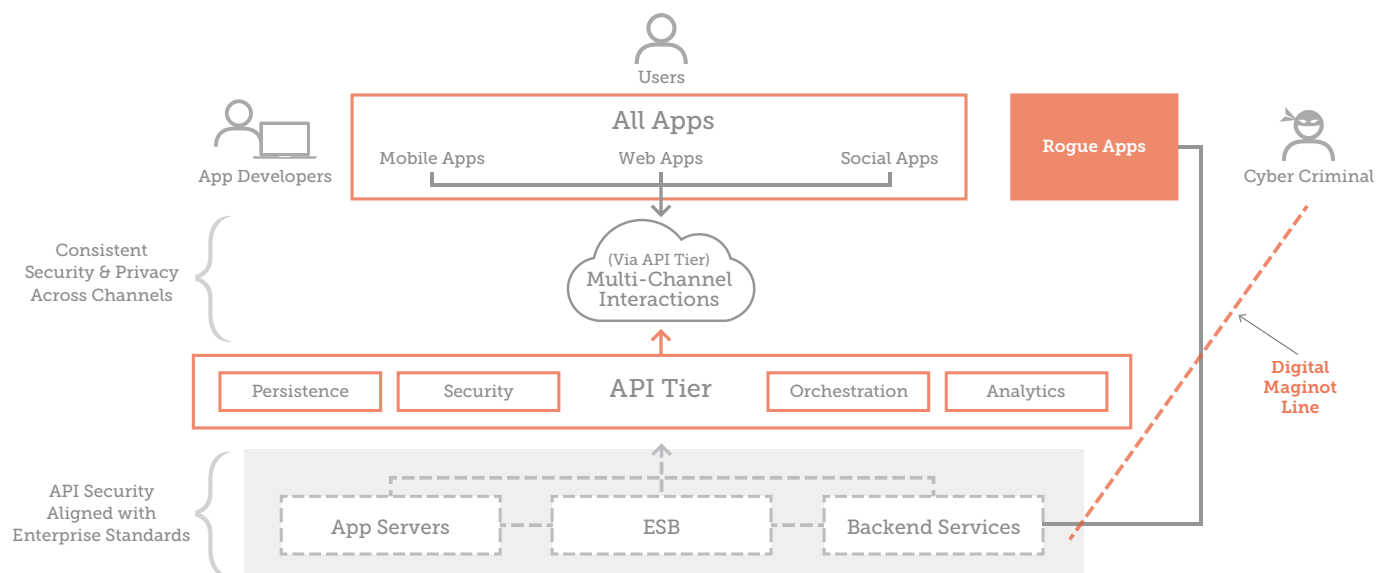 Users
All Apps
Mobile Apps
Web Apps
Social Apps
App Developers
Rogue Apps
Cyber Criminal
Consistent
Security & Privacy
Across Channels
(Via API Tier)
Multi-Channel
Interactions
Digital
Maginot
Line
Persistence
Security
API Tier
Orchestration
Analytics
API Security
Aligned with
Enterprise Standards
App Servers
ESB
Backend Services